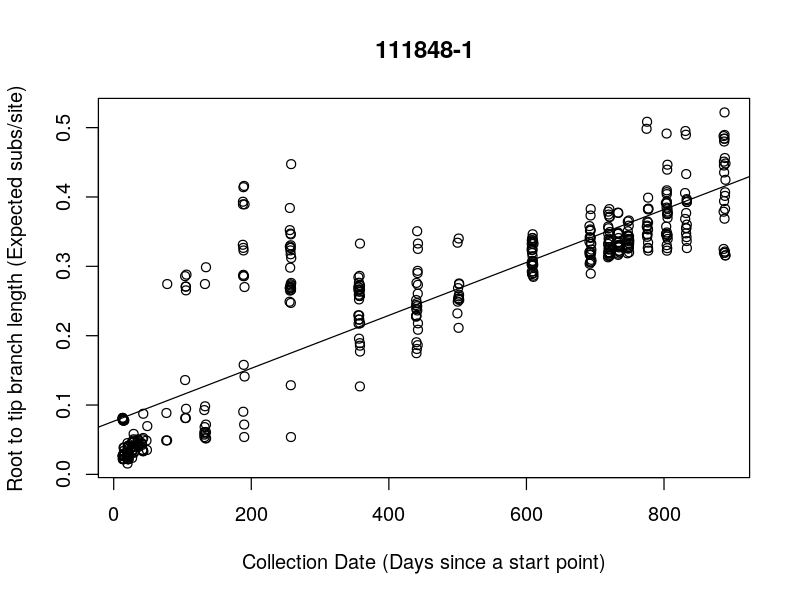 111848-1
Root to tip branch length (Expected subs/site)
0.5
0.4
0.3
0.2
0.1
0.0
0 200 400 600 800
Collection Date (Days since a start point)